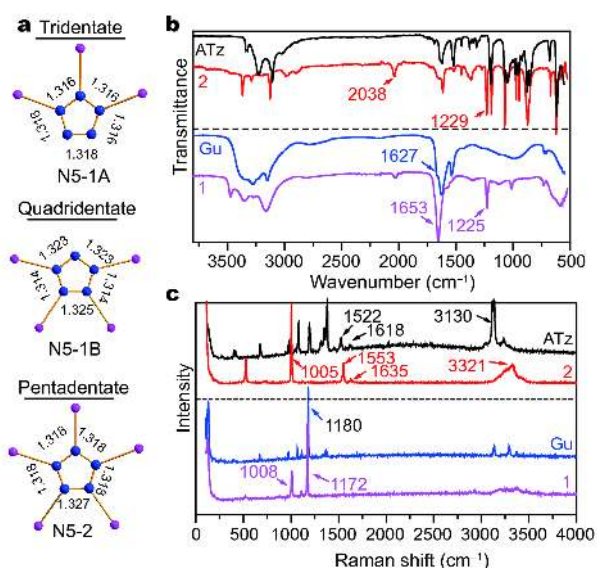 a
Tridentate
1.316 1.316
1.316 1.316
1.318
N5-1A
Quadridentate
1.323 1.323
1.314 1.314
1.325
N5-1B
Pentadentate
1.318 1.318
1.318 1.318
1.327
N5-2
b
Transmittance
ATz
2
2038
1229
Gu
1627
1
1653
1225
3500 3000 2500 2000 1500 1000 500
Wavenumber (cm⁻¹)
c
Intensity
1522
1618
3130
ATz
1553
1005
1635
3321
2
1180
Gu
1008
1172
1
0 500 1000 1500 2000 2500 3000 3500 4000
Raman shift (cm⁻¹)